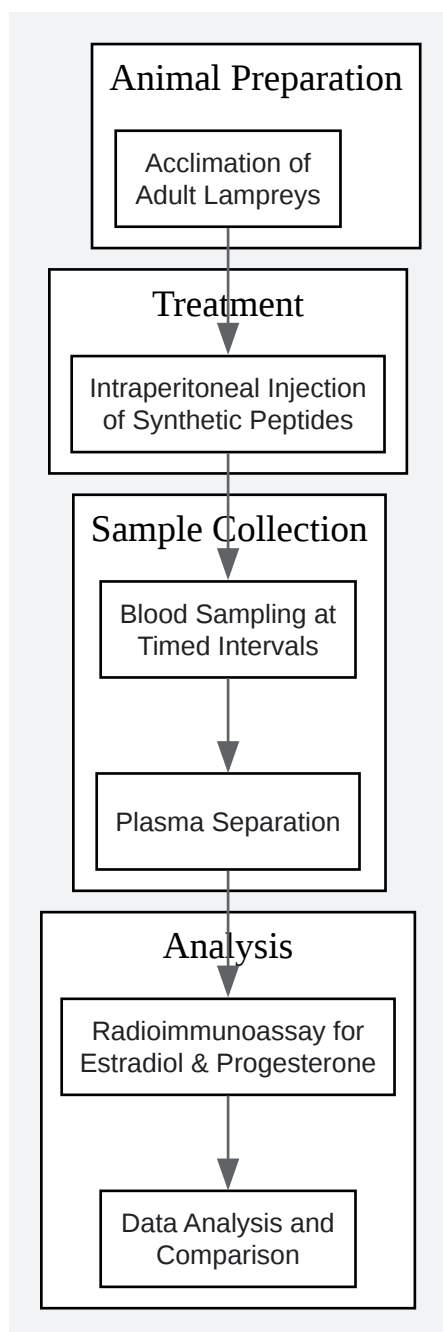 Animal Preparation
Acclimation of
Adult Lampreys
Treatment
Intraperitoneal Injection
of Synthetic Peptides
Sample Collection
Blood Sampling at
Timed Intervals
Plasma Separation
Analysis
Radioimmunoassay for
Estradiol & Progesterone
Data Analysis and
Comparison